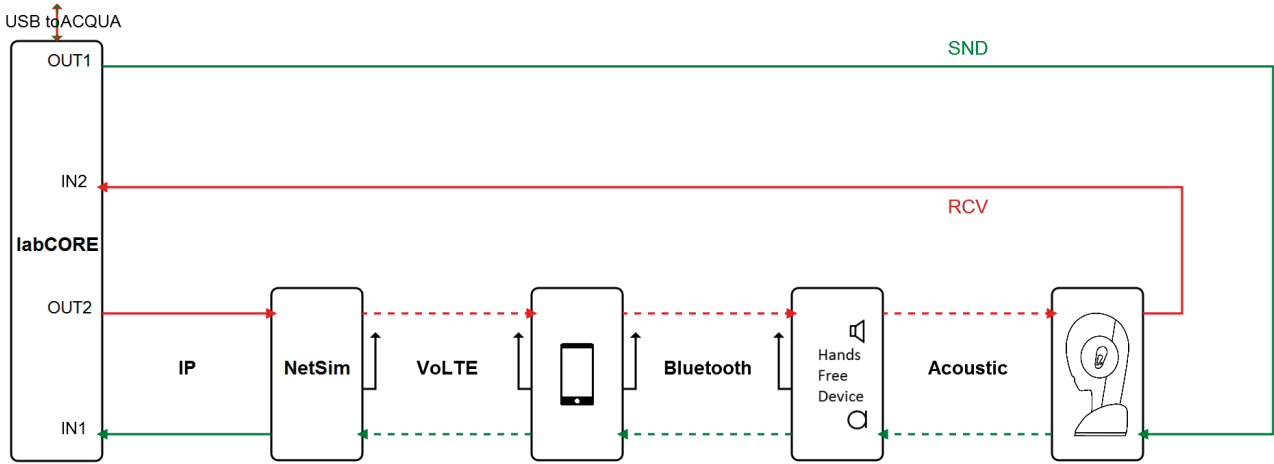 USB toACQUA
OUT1
SND
IN2
RCV
labCORE
OUT2
IP
NetSim
VoLTE
Bluetooth
Hands
Free
Device
Acoustic
IN1